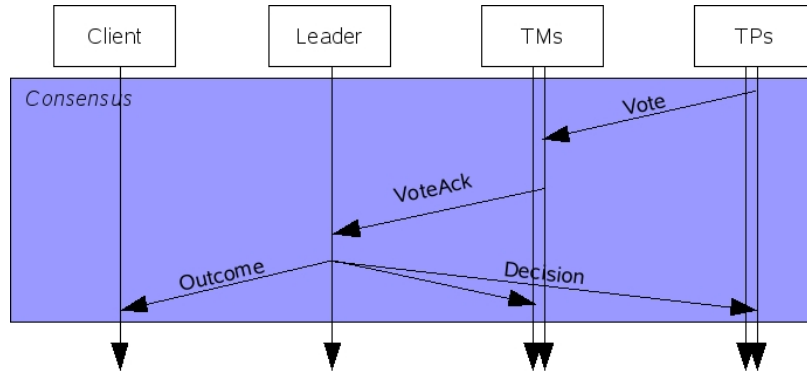 Client
Leader
TMs
TPs
Consensus
Vote
VoteAck
Outcome
Decision